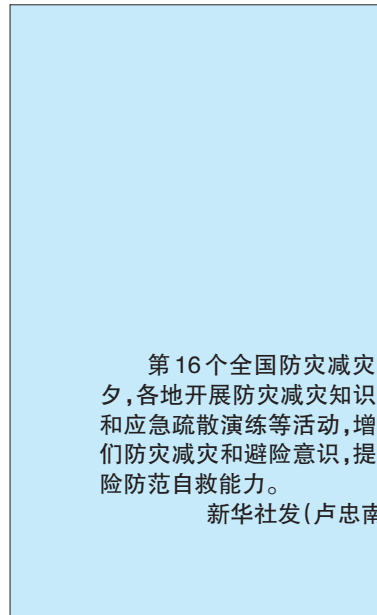 第16个全国防灾减灾
夕,各地开展防灾减灾知识
和应急疏散演练等活动,增
们防灾减灾和避险意识,提
险防范自救能力。
新华社发(卢忠南